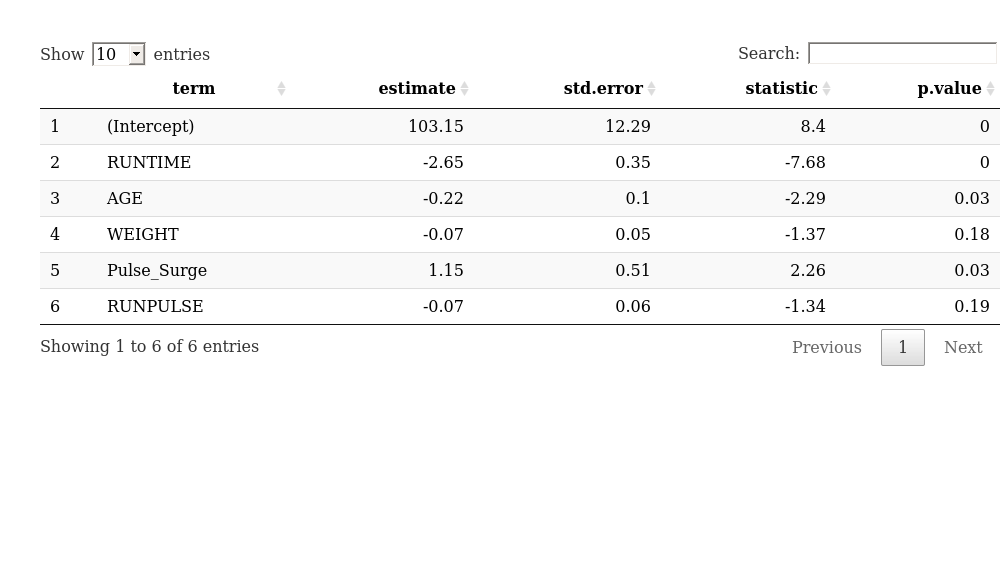 Show 10 entries Search:
term estimate std.error statistic p.value
1 (Intercept) 103.15 12.29 8.4 0
2 RUNTIME -2.65 0.35 -7.68 0
3 AGE -0.22 0.1 -2.29 0.03
4 WEIGHT -0.07 0.05 -1.37 0.18
5 Pulse_Surge 1.15 0.51 2.26 0.03
6 RUNPULSE -0.07 0.06 -1.34 0.19
Showing 1 to 6 of 6 entries Previous 1 Next